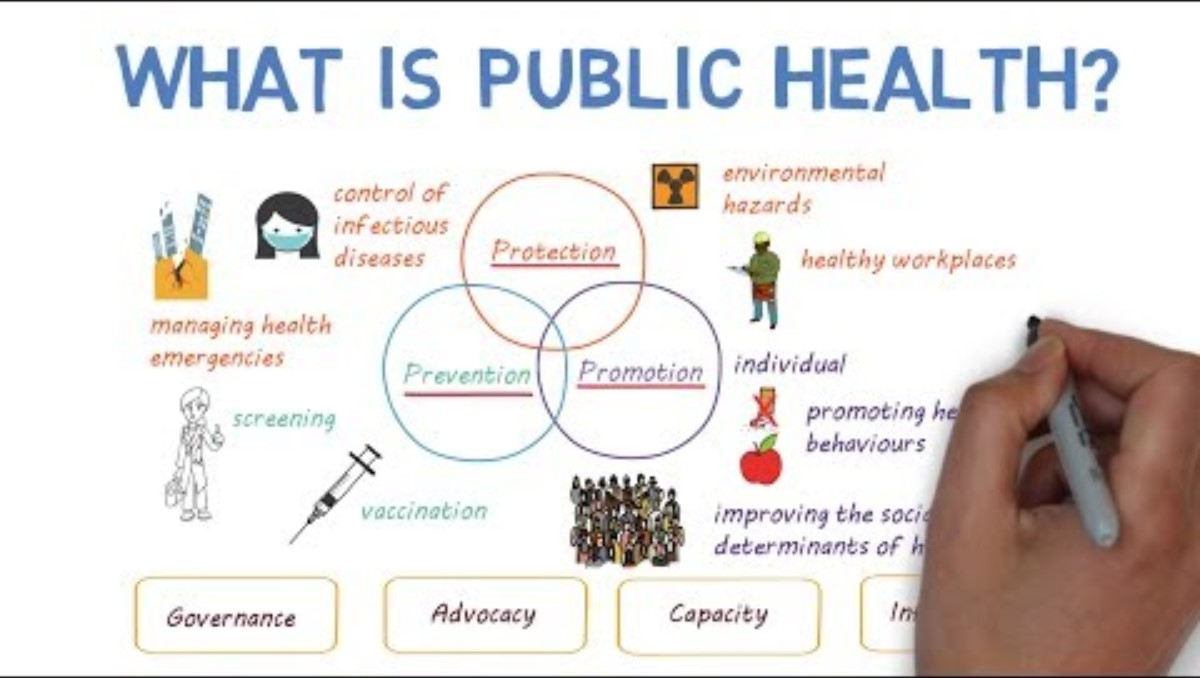 WHAT IS PUBLIC HEALTH?
control of
infectious
diseases
environmental
hazards
Protection
healthy workplaces
managing health
emergencies
Prevention
Promotion
individual
screening
promoting
behaviours
vaccination
improving the
determinants of
Governance
Advocacy
Capacity